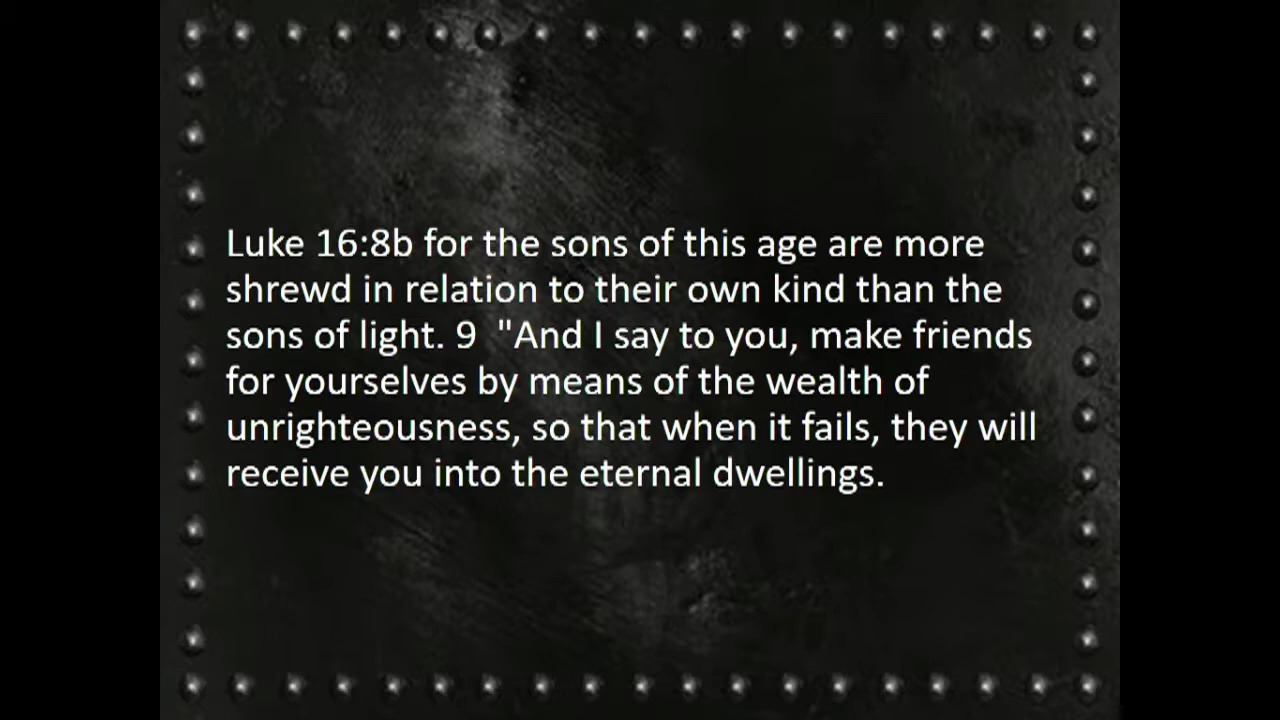 Luke 16:8b for the sons of this age are more
shrewd in relation to their own kind than the
sons of light. 9  "And I say to you, make friends
for yourselves by means of the wealth of
unrighteousness, so that when it fails, they will
receive you into the eternal dwellings.